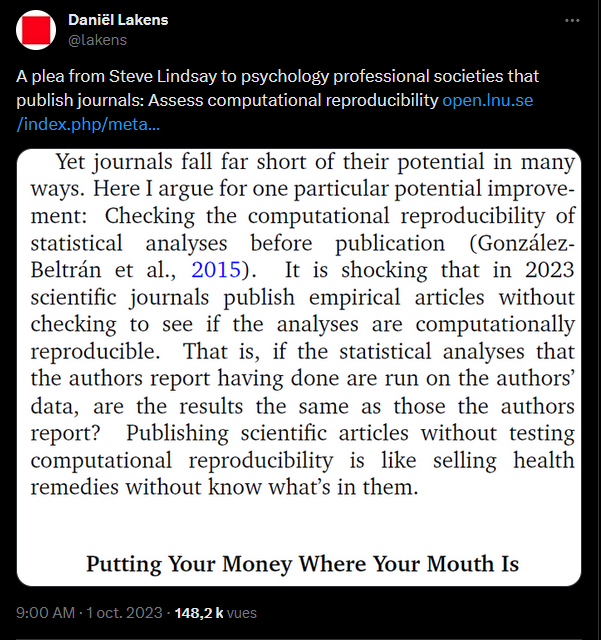 Daniël Lakens
@lakens
A plea from Steve Lindsay to psychology professional societies that
publish journals: Assess computational reproducibility open.lnu.se
/index.php/meta...
Yet journals fall far short of their potential in many
ways. Here I argue for one particular potential improve-
ment: Checking the computational reproducibility of
statistical analyses before publication (González-
Beltrán et al., 2015). It is shocking that in 2023
scientific journals publish empirical articles without
checking to see if the analyses are computationally
reproducible. That is, if the statistical analyses that
the authors report having done are run on the authors'
data, are the results the same as those the authors
report? Publishing scientific articles without testing
computational reproducibility is like selling health
remedies without know what's in them.
Putting Your Money Where Your Mouth Is
9:00 AM · 1 oct. 2023 · 148,2 k vues